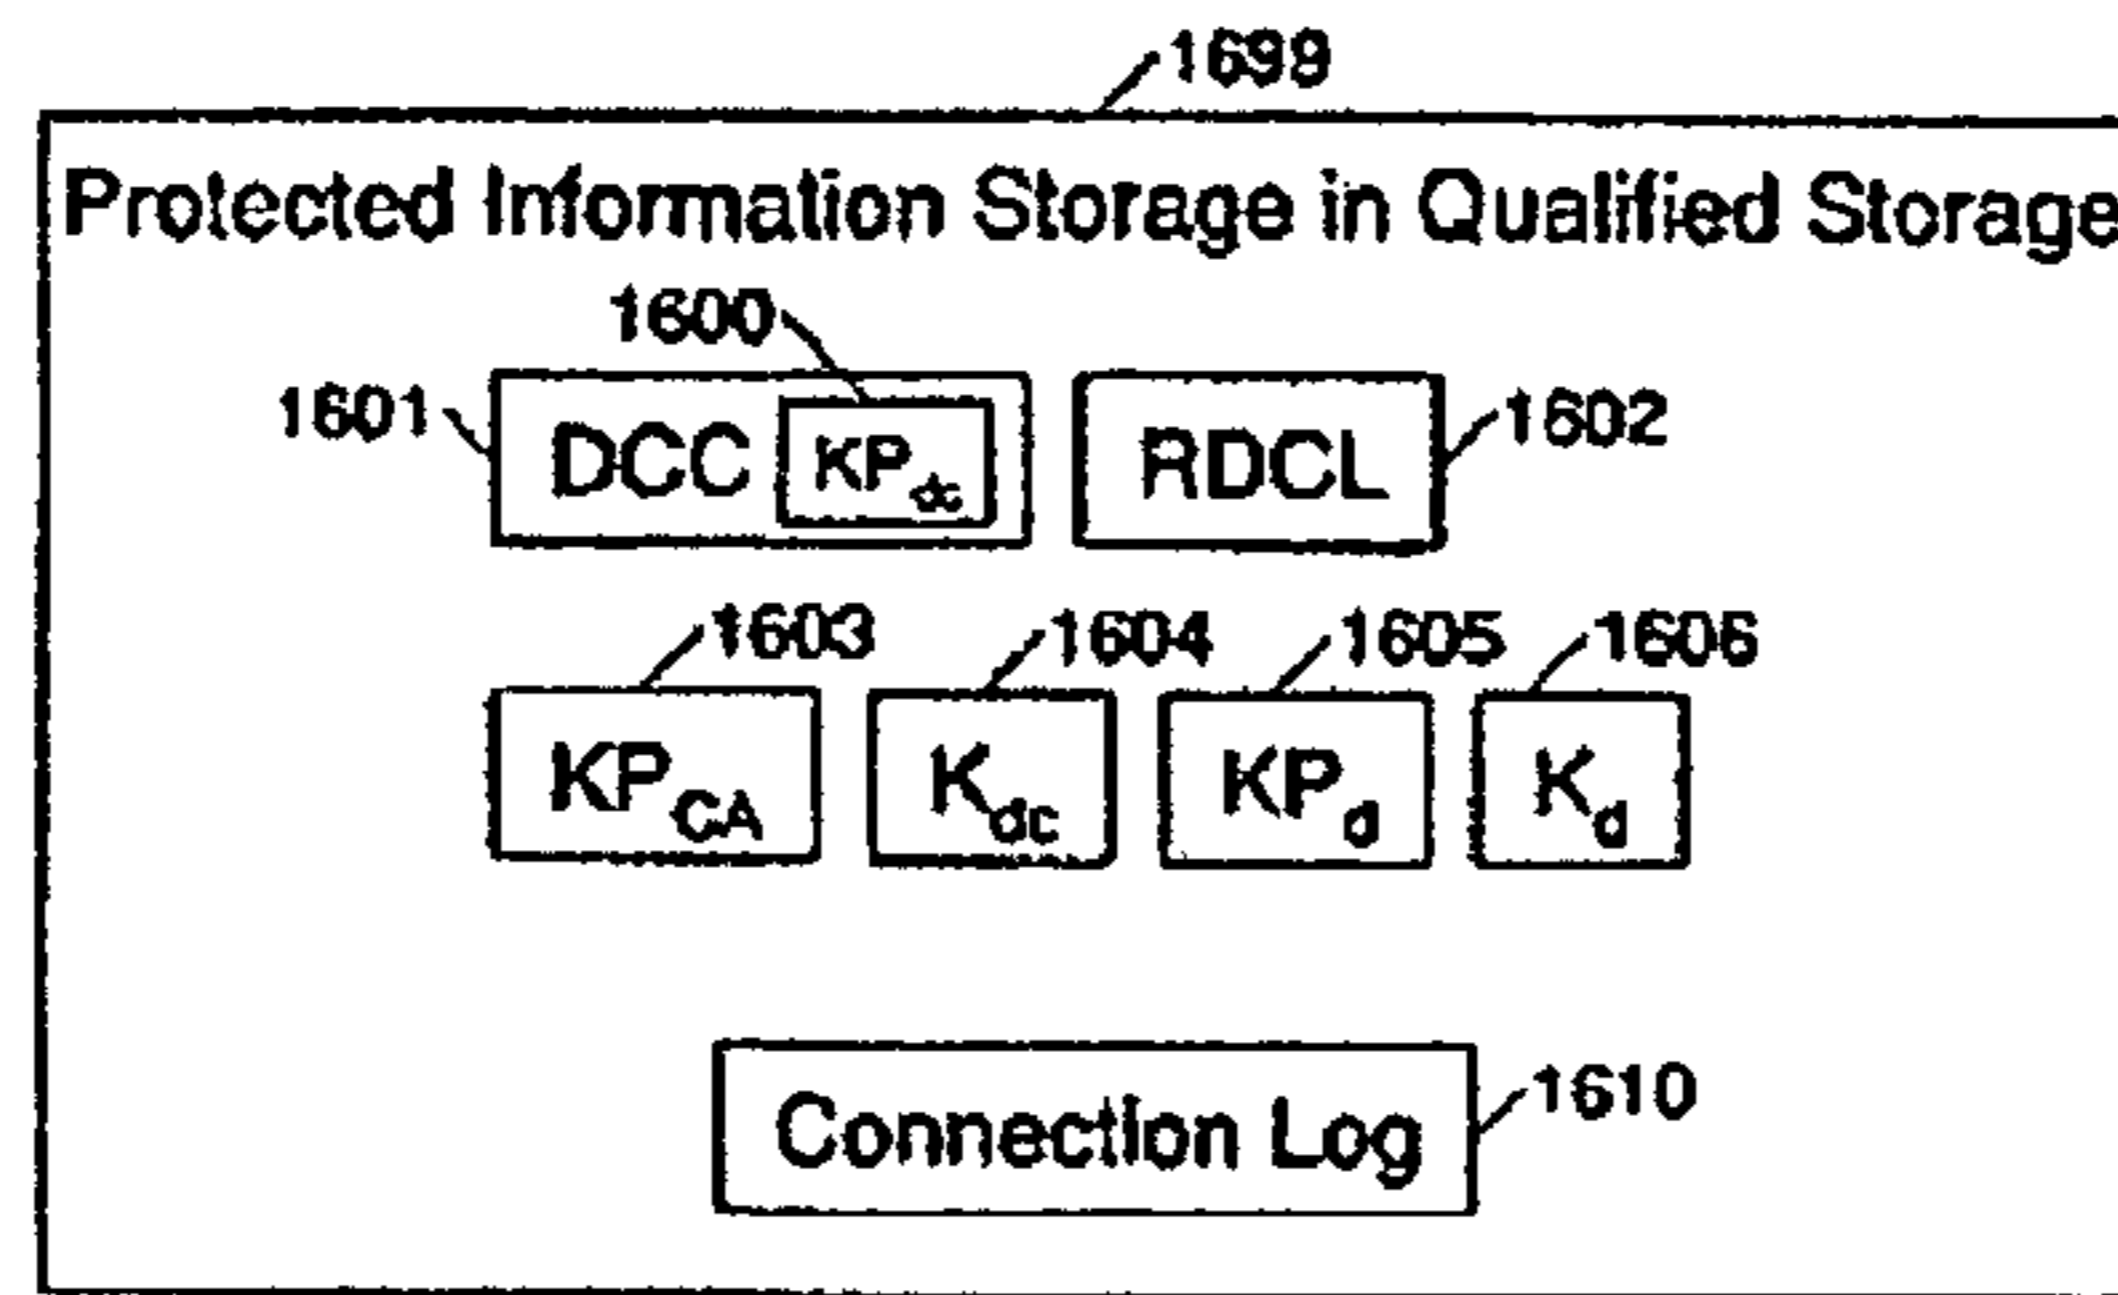 1699
Protected Information Storage in Qualified Storage
1600
1601 DCC KPdc RDCL 1602
1603 1604 1605 1606
KPCA Kdc KPd Kd
Connection Log 1610